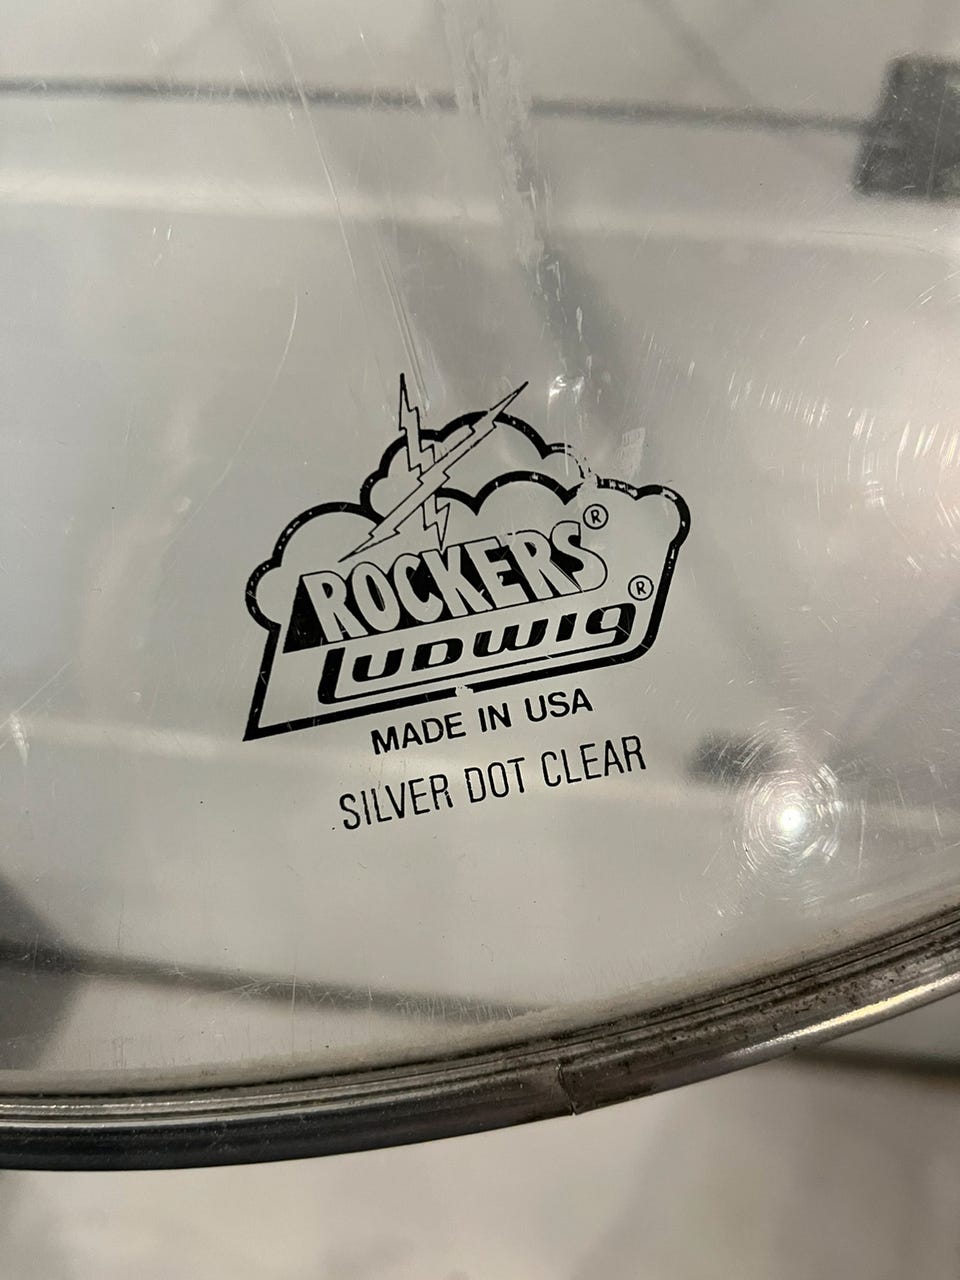 ROCKERS®
LUDWIG®
MADE IN USA
SILVER DOT CLEAR